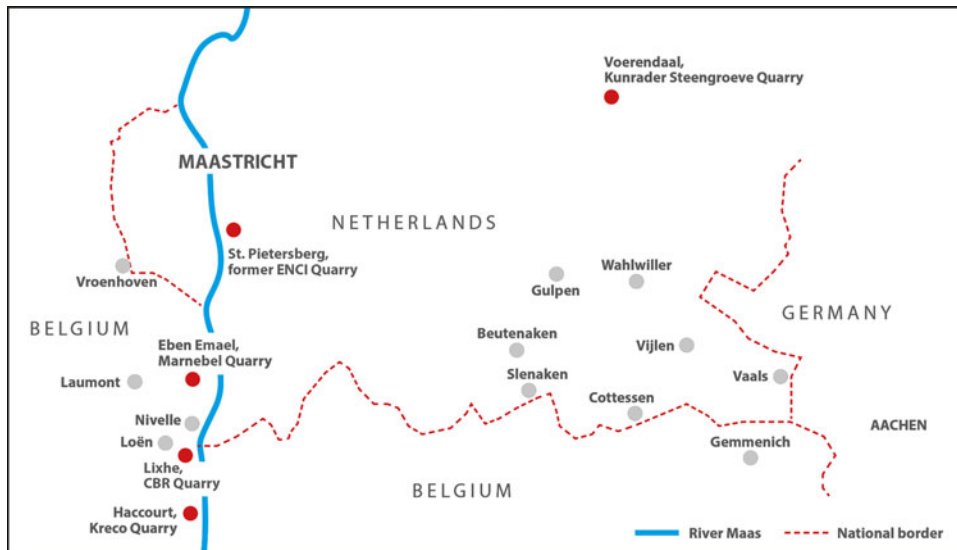 Voerendaal,
Kunrader Steengroeve Quarry
MAASTRICHT
NETHERLANDS
St. Pietersberg,
former ENCI Quarry
Vroenhoven
Wahlwiller
Gulpen
GERMANY
BELGIUM
Eben Emael,
Marnebel Quarry
Beutenaken
Vijlen
Laumont
Slenaken
Vaals
Cottessen
Nivelle
AACHEN
Loën
Gemmenich
Lixhe,
CBR Quarry
BELGIUM
Haccourt,
Kreco Quarry
River Maas
National border